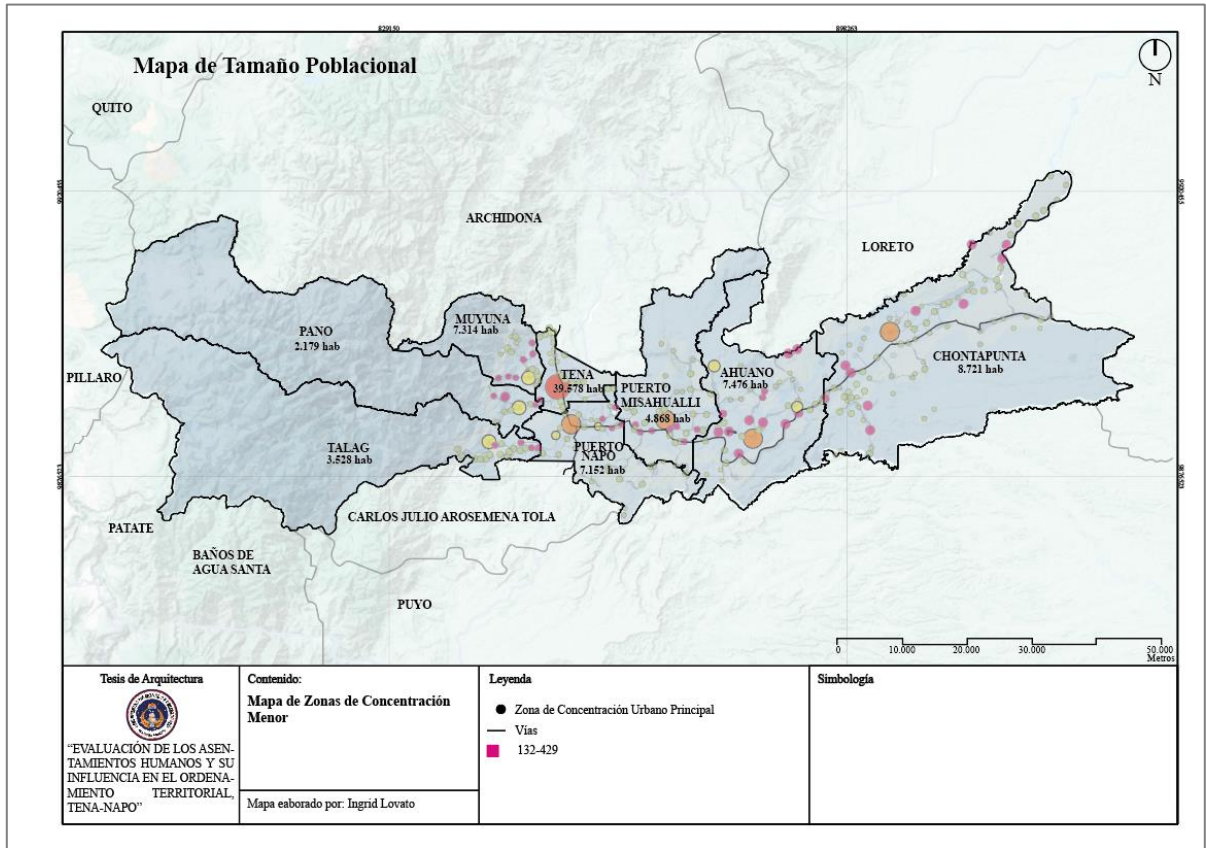 829150
898263
Mapa de Tamaño Poblacional
N
QUITO
ARCHIDONA
LORETO
MUYUNA
7.314 hab
PANO
2.179 hab
TENA
39.578 hab
AHUANO
7.476 hab
CHONTAPUNTA
8.721 hab
PILLARO
PUERTO
MISAHUALLI
4.868 hab
TALAG
3.528 hab
PUERTO
NAPO
7.152 hab
PATATE
CARLOS JULIO AROSEMENA TOLA
BAÑOS DE
AGUA SANTA
PUYO
0 10.000 20.000 30.000 50.000
Metros
Tesis de Arquitectura
"EVALUACIÓN DE LOS ASEN-
TAMIENTOS HUMANOS Y SU
INFLUENCIA EN EL ORDENA-
MIENTO TERRITORIAL,
TENA-NAPO"
Contenido:
Mapa de Zonas de Concentración
Menor
Mapa eaborado por: Ingrid Lovato
Leyenda
Zona de Concentración Urbano Principal
Vías
132-429
Simbología